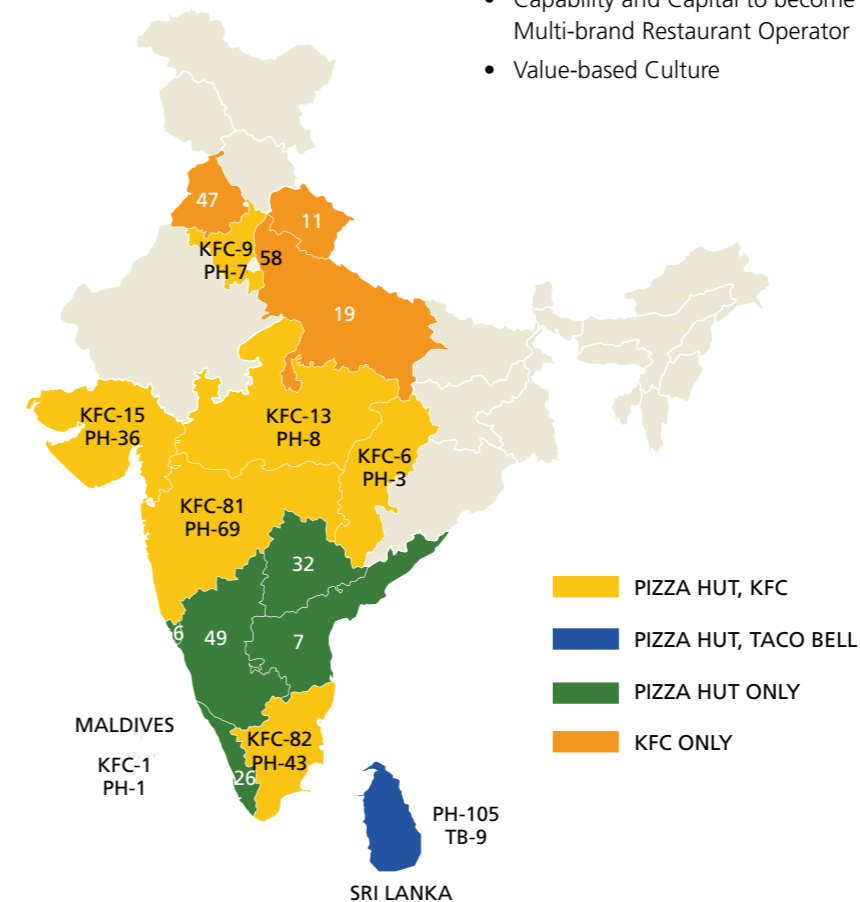 • Capability and Capital to become
Multi-brand Restaurant Operator
• Value-based Culture
47
11
KFC-9
PH-7
58
19
KFC-15
PH-36
KFC-13
PH-8
KFC-6
PH-3
KFC-81
PH-69
32
6
49
7
PIZZA HUT, KFC
PIZZA HUT, TACO BELL
PIZZA HUT ONLY
KFC ONLY
MALDIVES
KFC-1
PH-1
KFC-82
PH-43
26
PH-105
TB-9
SRI LANKA